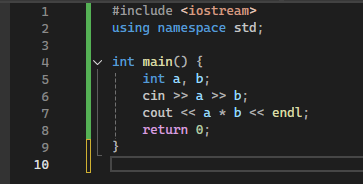 1 #include <iostream>
2 using namespace std;
3
4 int main() {
5     int a, b;
6     cin >> a >> b;
7     cout << a * b << endl;
8     return 0;
9 }
10